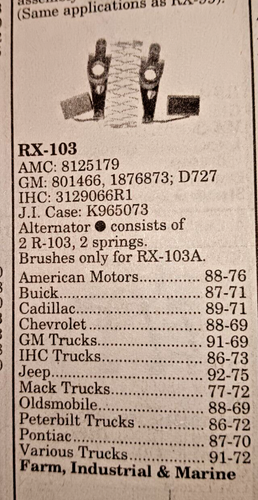 (Same applications as RX-99).
RX-103
AMC: 8125179
GM: 801466, 1876873; D727
IHC: 3129066R1
J.I. Case: K965073
Alternator ● consists of
2 R-103, 2 springs.
Brushes only for RX-103A.
American Motors.............. 88-76
Buick................................ 87-71
Cadillac............................ 89-71
Chevrolet......................... 88-69
GM Trucks....................... 91-69
IHC Trucks...................... 86-73
Jeep.................................. 92-75
Mack Trucks.................... 77-72
Oldsmobile....................... 88-69
Peterbilt Trucks............... 86-72
Pontiac............................. 87-70
Various Trucks................ 91-72
Farm, Industrial & Marine